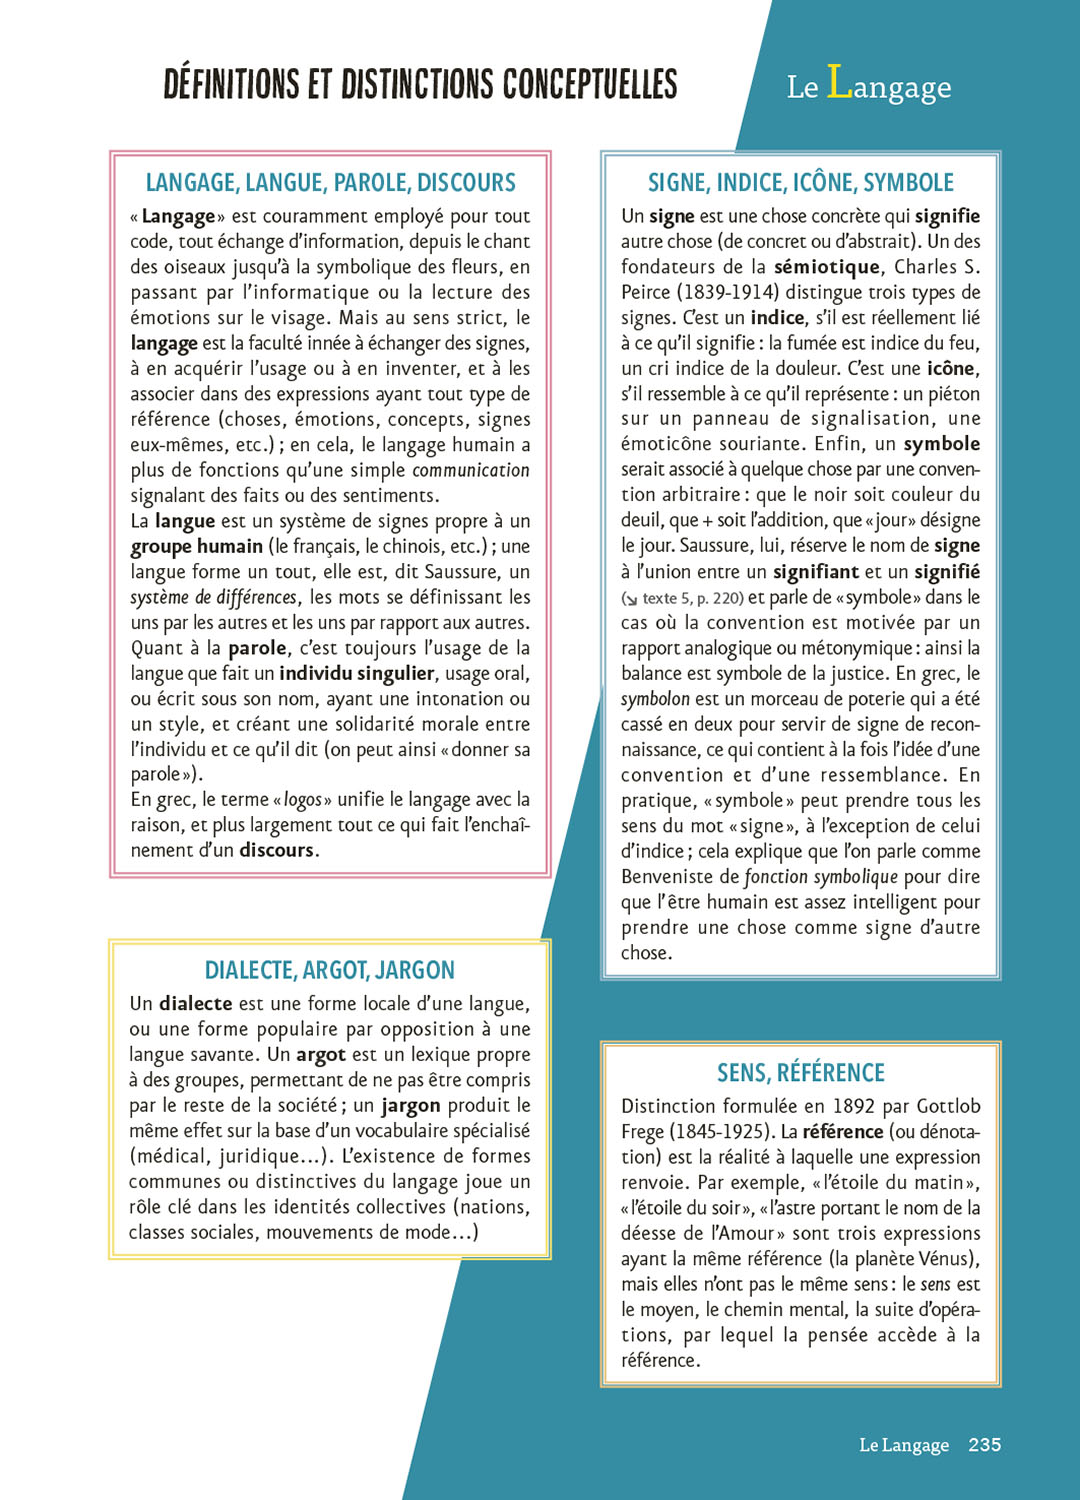 DÉFINITIONS ET DISTINCTIONS CONCEPTUELLES
Le Langage
LANGAGE, LANGUE, PAROLE, DISCOURS
« Langage » est couramment employé pour tout
code, tout échange d'information, depuis le chant
des oiseaux jusqu'à la symbolique des fleurs, en
passant par l'informatique ou la lecture des
émotions sur le visage. Mais au sens strict, le
langage est la faculté innée à échanger des signes,
à en acquérir l'usage ou à en inventer, et à les
associer dans des expressions ayant tout type de
référence (choses, émotions, concepts, signes
eux-mêmes, etc.) ; en cela, le langage humain a
plus de fonctions qu'une simple communication
signalant des faits ou des sentiments.
La langue est un système de signes propre à un
groupe humain (le français, le chinois, etc.) ; une
langue forme un tout, elle est, dit Saussure, un
système de différences, les mots se définissant les
uns par les autres et les uns par rapport aux autres.
Quant à la parole, c'est toujours l'usage de la
langue que fait un individu singulier, usage oral,
ou écrit sous son nom, ayant une intonation ou
un style, et créant une solidarité morale entre
l'individu et ce qu'il dit (on peut ainsi « donner sa
parole »).
En grec, le terme « logos » unifie le langage avec la
raison, et plus largement tout ce qui fait l'enchaî-
nement d'un discours.
DIALECTE, ARGOT, JARGON
Un dialecte est une forme locale d'une langue,
ou une forme populaire par opposition à une
langue savante. Un argot est un lexique propre
à des groupes, permettant de ne pas être compris
par le reste de la société ; un jargon produit le
même effet sur la base d'un vocabulaire spécialisé
(médical, juridique…). L'existence de formes
communes ou distinctives du langage joue un
rôle clé dans les identités collectives (nations,
classes sociales, mouvements de mode…)
SIGNE, INDICE, ICÔNE, SYMBOLE
Un signe est une chose concrète qui signifie
autre chose (de concret ou d'abstrait). Un des
fondateurs de la sémiotique, Charles S.
Peirce (1839-1914) distingue trois types de
signes. C'est un indice, s'il est réellement lié
à ce qu'il signifie : la fumée est indice du feu,
un cri indice de la douleur. C'est une icône,
s'il ressemble à ce qu'il représente : un piéton
sur un panneau de signalisation, une
émoticône souriante. Enfin, un symbole
serait associé à quelque chose par une conven-
tion arbitraire : que le noir soit couleur du
deuil, que + soit l'addition, que « jour » désigne
le jour. Saussure, lui, réserve le nom de signe
à l'union entre un signifiant et un signifié
(↘ texte 5, p. 220) et parle de « symbole » dans le
cas où la convention est motivée par un
rapport analogique ou métonymique : ainsi la
balance est symbole de la justice. En grec, le
symbolon est un morceau de poterie qui a été
cassé en deux pour servir de signe de recon-
naissance, ce qui contient à la fois l'idée d'une
convention et d'une ressemblance. En
pratique, « symbole » peut prendre tous les
sens du mot « signe », à l'exception de celui
d'indice ; cela explique que l'on parle comme
Benveniste de fonction symbolique pour dire
que l'être humain est assez intelligent pour
prendre une chose comme signe d'autre
chose.
SENS, RÉFÉRENCE
Distinction formulée en 1892 par Gottlob
Frege (1845-1925). La référence (ou dénota-
tion) est la réalité à laquelle une expression
renvoie. Par exemple, « l'étoile du matin »,
« l'étoile du soir », « l'astre portant le nom de la
déesse de l'Amour » sont trois expressions
ayant la même référence (la planète Vénus),
mais elles n'ont pas le même sens : le sens est
le moyen, le chemin mental, la suite d'opéra-
tions, par lequel la pensée accède à la
référence.
Le Langage 235